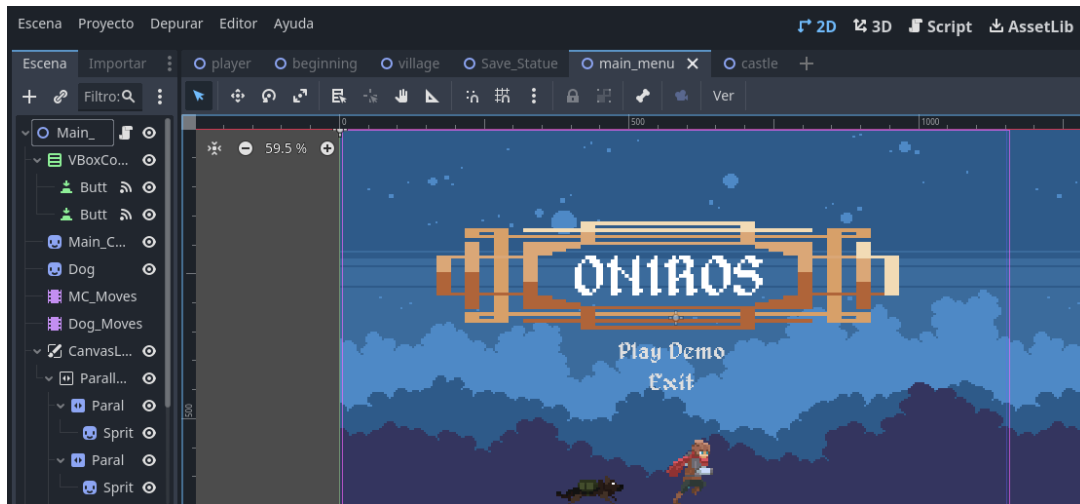 Escena Proyecto Depurar Editor Ayuda 2D 3D Script AssetLib
Escena Importar player beginning village Save_Statue main_menu castle
Filtro: Ver
0 500 1000
59.5 %
Main_
VBoxCo...
Butt
Butt
Main_C...
Dog
MC_Moves
Dog_Moves
CanvasL...
Parall...
Paral
Sprit
Paral
Sprit
500
ONIROS
Play Demo
Exit